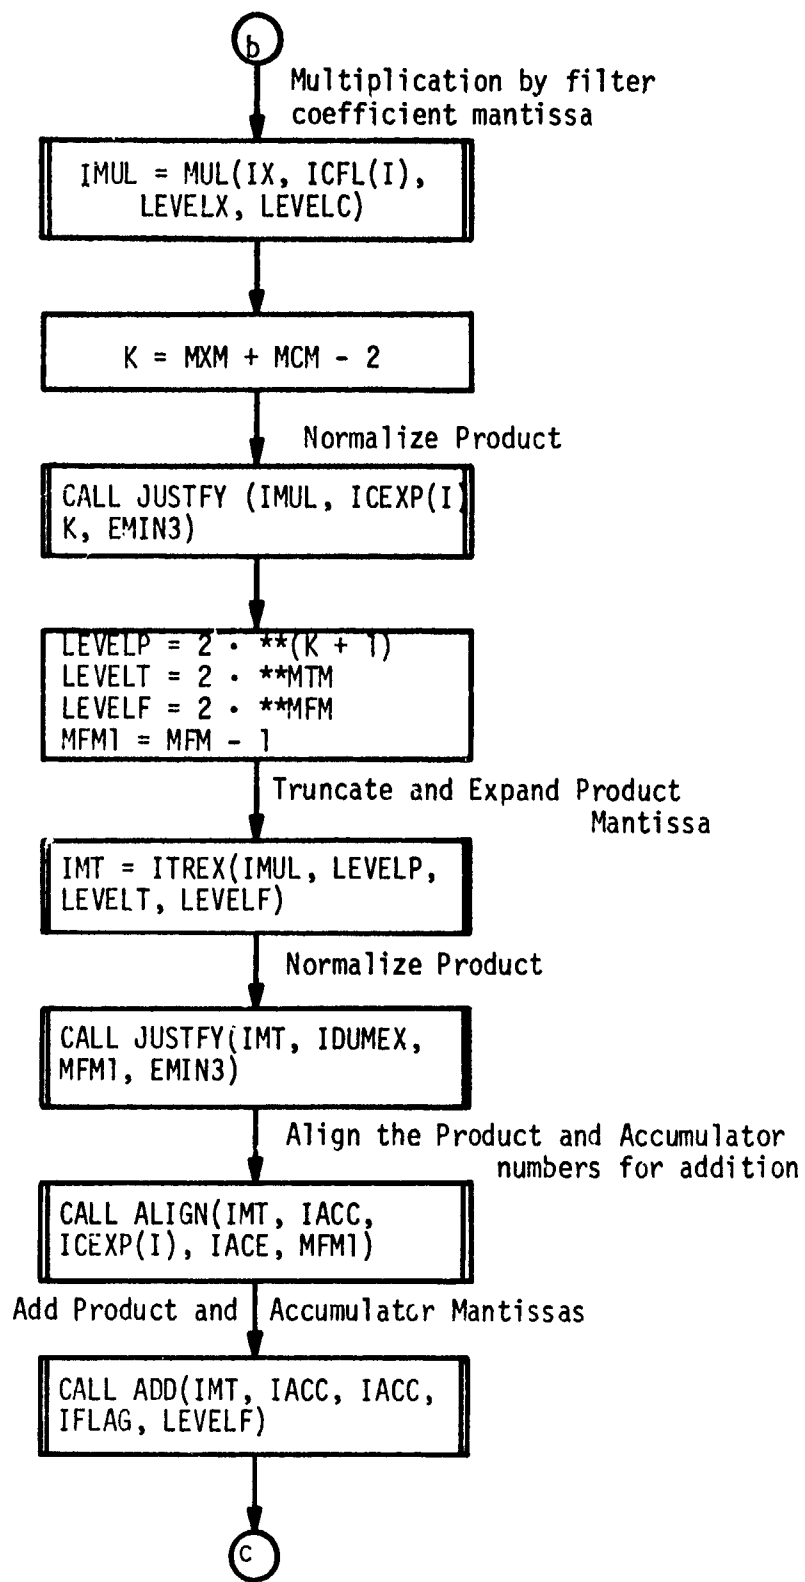 b
Multiplication by filter
coefficient mantissa
IMUL = MUL(IX, ICFL(I),
LEVELX, LEVELC)
K = MXM + MCM - 2
Normalize Product
CALL JUSTFY (IMUL, ICEXP(I)
K, EMIN3)
LEVELP = 2 · **(K + 1)
LEVELT = 2 · **MTM
LEVELF = 2 · **MFM
MFM1 = MFM - 1
Truncate and Expand Product
Mantissa
IMT = ITREX(IMUL, LEVELP,
LEVELT, LEVELF)
Normalize Product
CALL JUSTFY(IMT, IDUMEX,
MFM1, EMIN3)
Align the Product and Accumulator
numbers for addition
CALL ALIGN(IMT, IACC,
ICEXP(I), IACE, MFM1)
Add Product and Accumulator Mantissas
CALL ADD(IMT, IACC, IACC,
IFLAG, LEVELF)
c